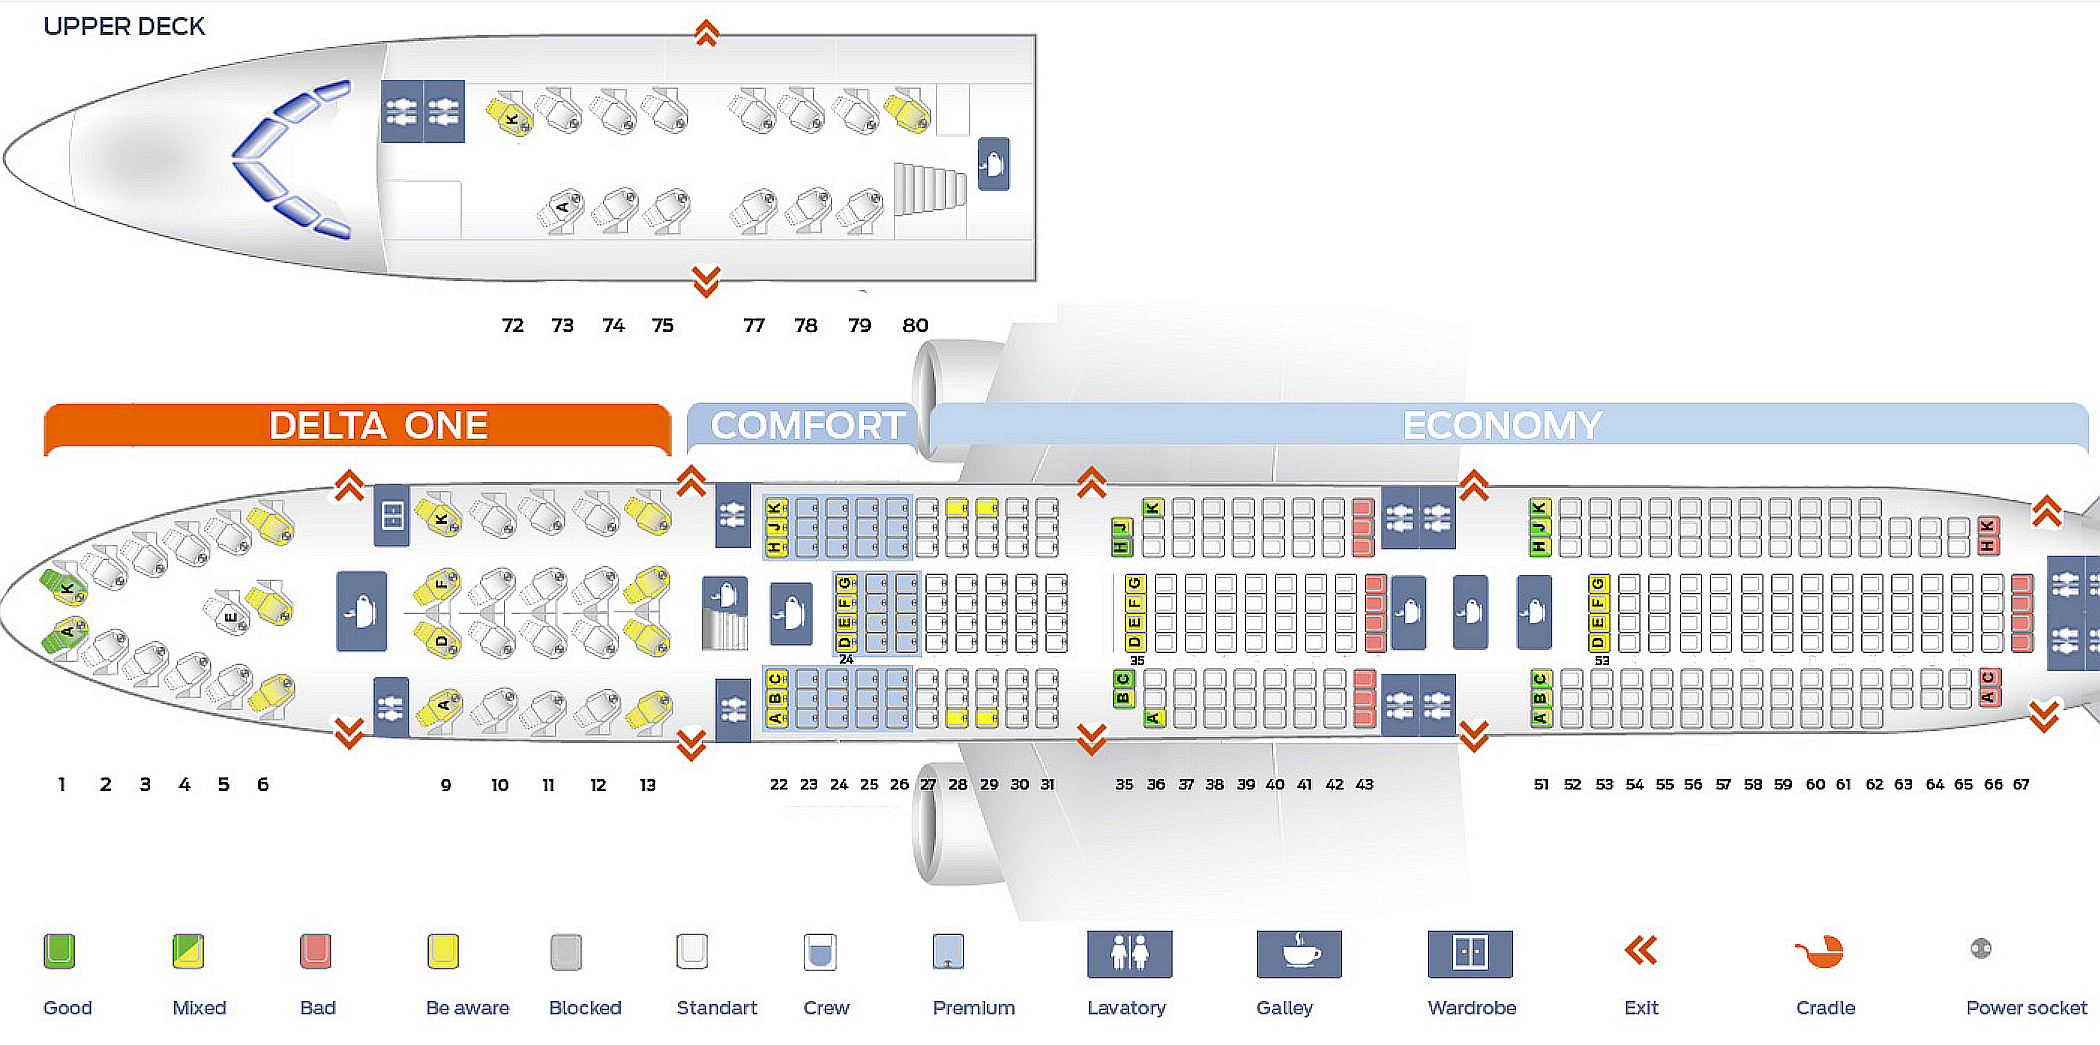 UPPER DECK
K
A
72 73 74 75 77 78 79 80
DELTA ONE COMFORT ECONOMY
K K K K K
J J J
H H H H K
K F G G G
E F F F
A D E E E
D D D
24 35 53
C C C C
A B B B A
A A A
1 2 3 4 5 6 9 10 11 12 13 22 23 24 25 26 27 28 29 30 31 35 36 37 38 39 40 41 42 43 51 52 53 54 55 56 57 58 59 60 61 62 63 64 65 66 67
Good Mixed Bad Be aware Blocked Standart Crew Premium Lavatory Galley Wardrobe Exit Cradle Power socket